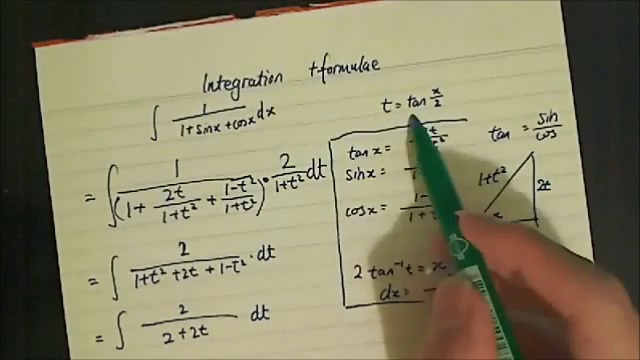 Integration t formulae
∫ 1/(1+sinx+cosx) dx
= ∫ 1/(1 + 2t/(1+t²) + (1-t²)/(1+t²)) · 2/(1+t²) dt
= ∫ 2/(1+t²+2t+1-t²) · dt
= ∫ 2/(2+2t) dt
t = tan x/2
tan x =
sin x =
cos x =
2 tan⁻¹t = x
dx =
tan = sin/cos
1+t²
2t
x